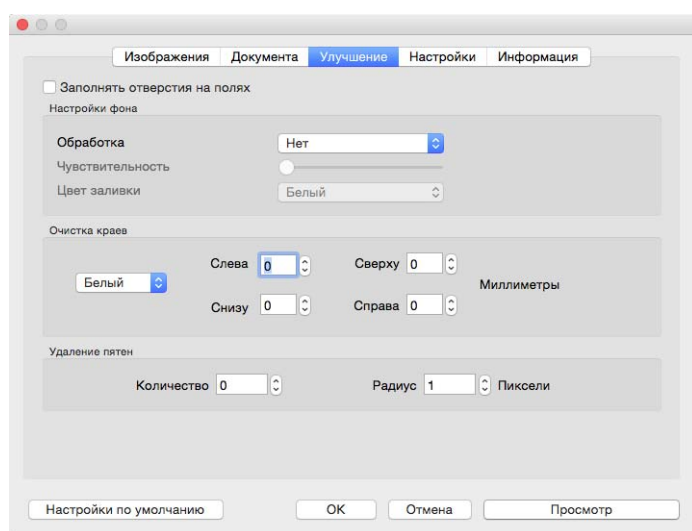 Изображения Документа Улучшение Настройки Информация
Заполнять отверстия на полях
Настройки фона
Обработка Нет
Чувствительность
Цвет заливки Белый
Очистка краев
Слева 0 Сверху 0
Белый Миллиметры
Снизу 0 Справа 0
Удаление пятен
Количество 0 Радиус 1 Пиксели
Настройки по умолчанию OK Отмена Просмотр